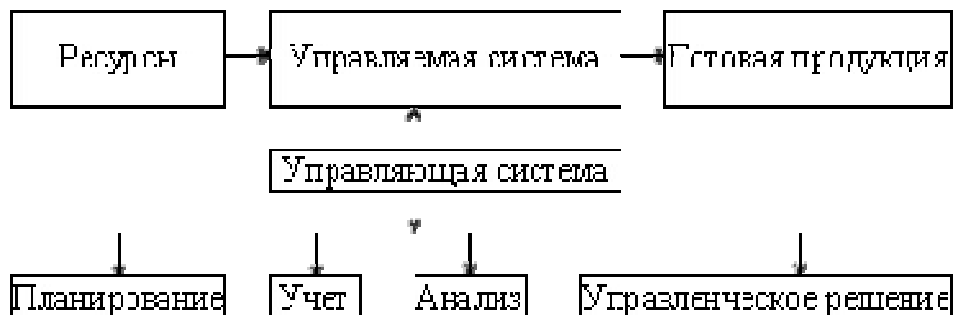 Ресурсы
Управляемая система
Готовая продукция
Управляющая система
Планирование
Учет
Анализ
Управленческое решение